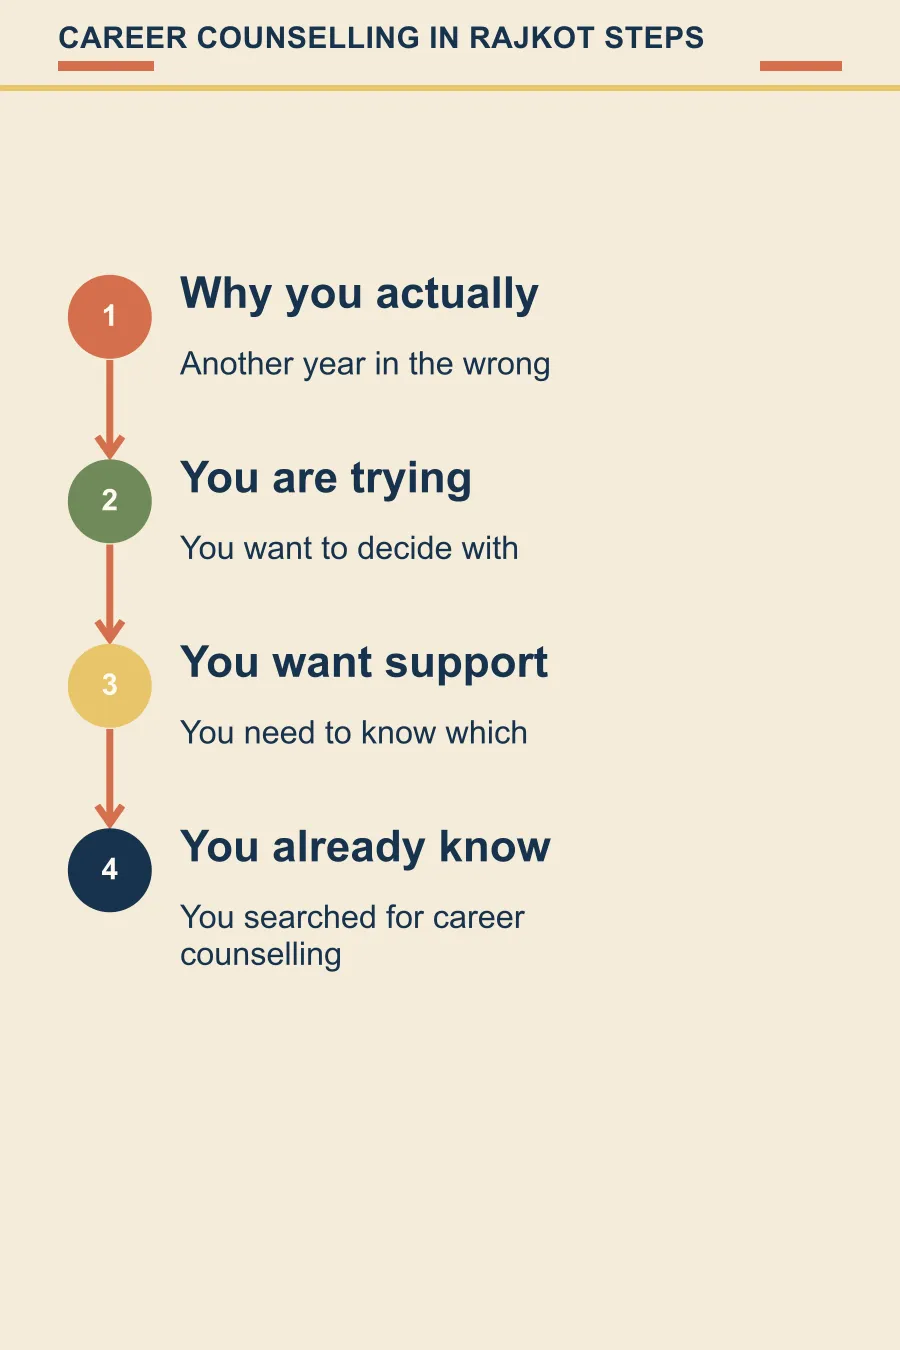 CAREER COUNSELLING IN RAJKOT STEPS
1
Why you actually
Another year in the wrong
2
You are trying
You want to decide with
3
You want support
You need to know which
4
You already know
You searched for career
counselling